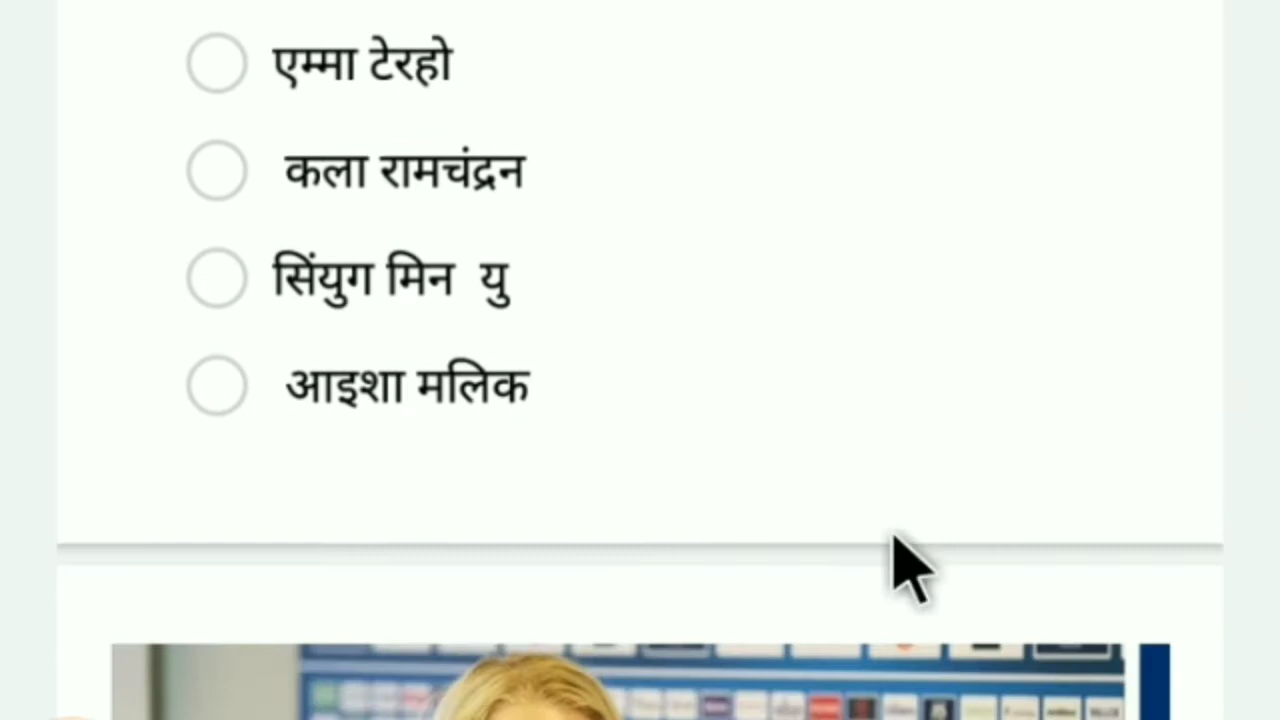 एम्मा टेरहो
कला रामचंद्रन
सिंयुग मिन यु
आइशा मलिक